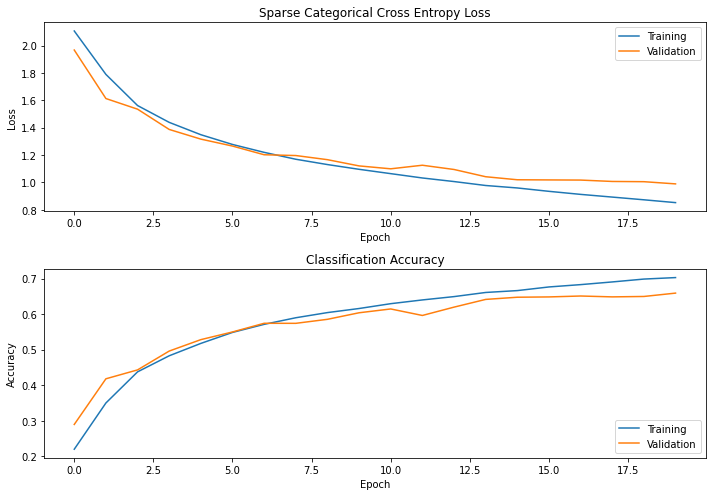 Sparse Categorical Cross Entropy Loss
2.0
1.8
1.6
1.4
1.2
1.0
0.8
Loss
Training
Validation
0.0 2.5 5.0 7.5 10.0 12.5 15.0 17.5
Epoch
Classification Accuracy
0.7
0.6
0.5
0.4
0.3
0.2
Accuracy
Training
Validation
0.0 2.5 5.0 7.5 10.0 12.5 15.0 17.5
Epoch